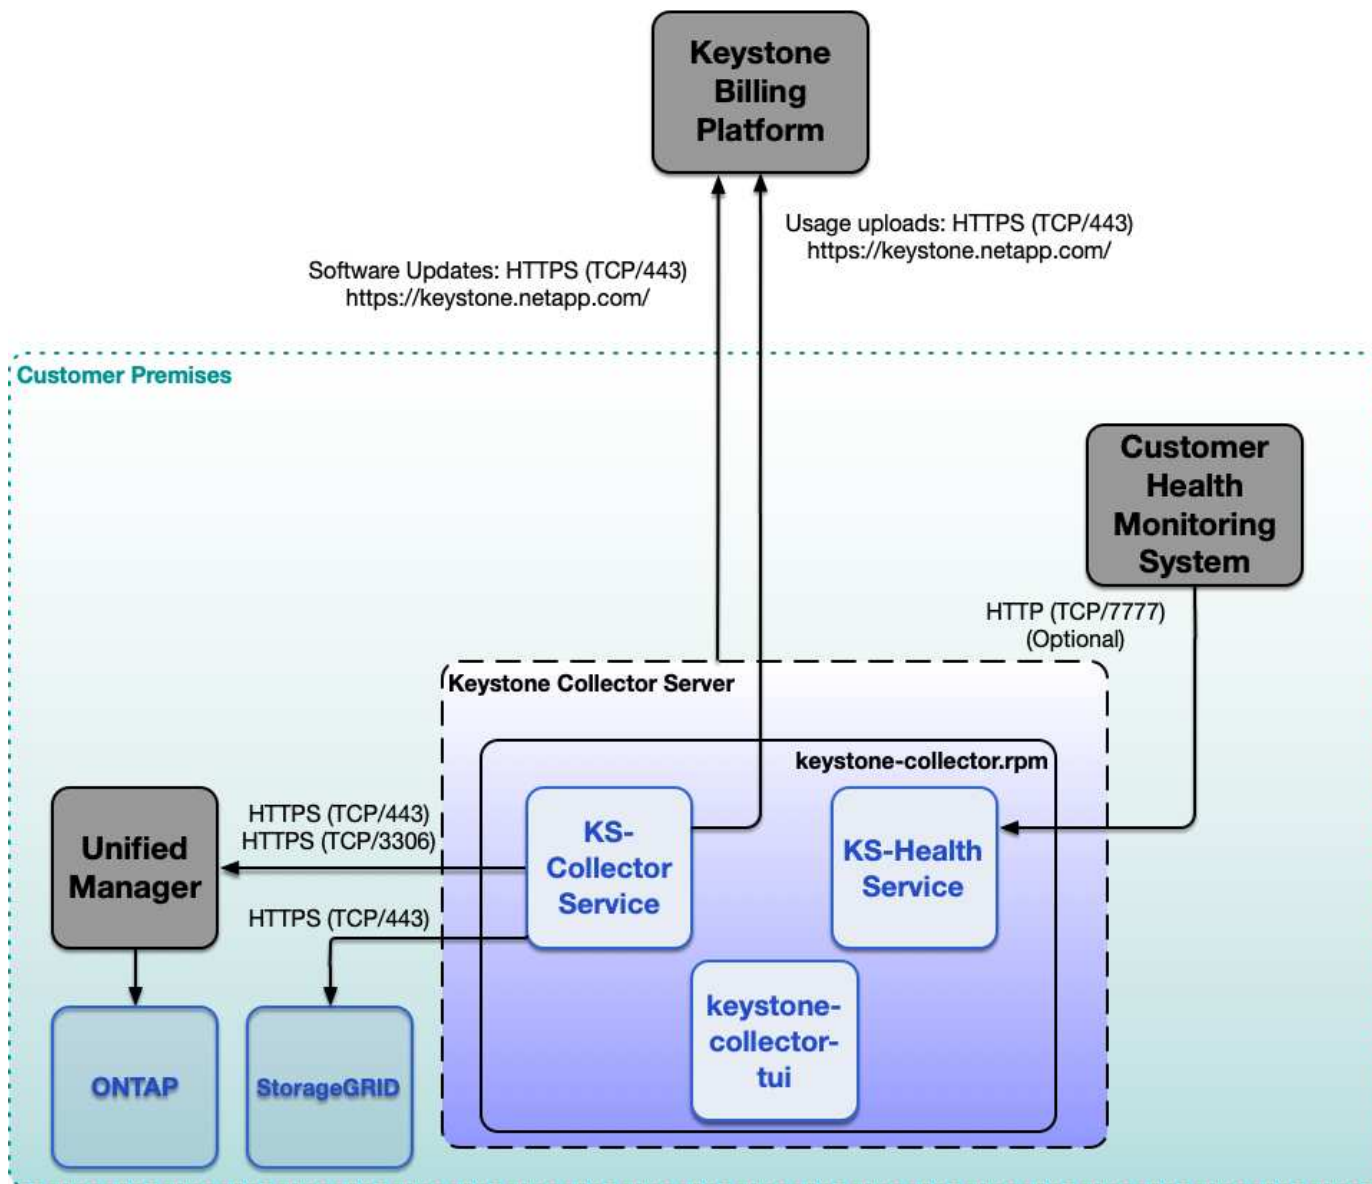 Keystone
Billing
Platform
Usage uploads: HTTPS (TCP/443)
https://keystone.netapp.com/
Software Updates: HTTPS (TCP/443)
https://keystone.netapp.com/
Customer Premises
Customer
Health
Monitoring
System
HTTP (TCP/7777)
(Optional)
Keystone Collector Server
keystone-collector.rpm
HTTPS (TCP/443)
HTTPS (TCP/3306)
Unified
Manager
KS-
Collector
Service
KS-Health
Service
HTTPS (TCP/443)
keystone-
collector-
tui
ONTAP
StorageGRID